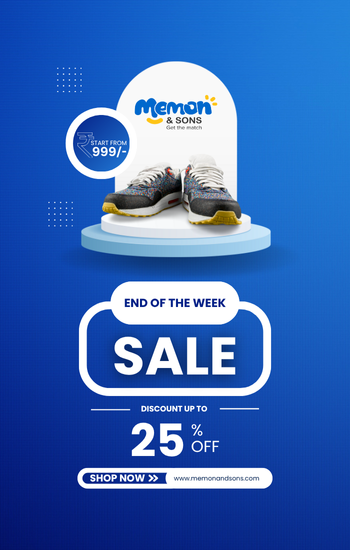 Memon
& SONS
Get the match
₹ START FROM
999/-
END OF THE WEEK
SALE
DISCOUNT UP TO
25 %
OFF
SHOP NOW
www.memonandsons.com